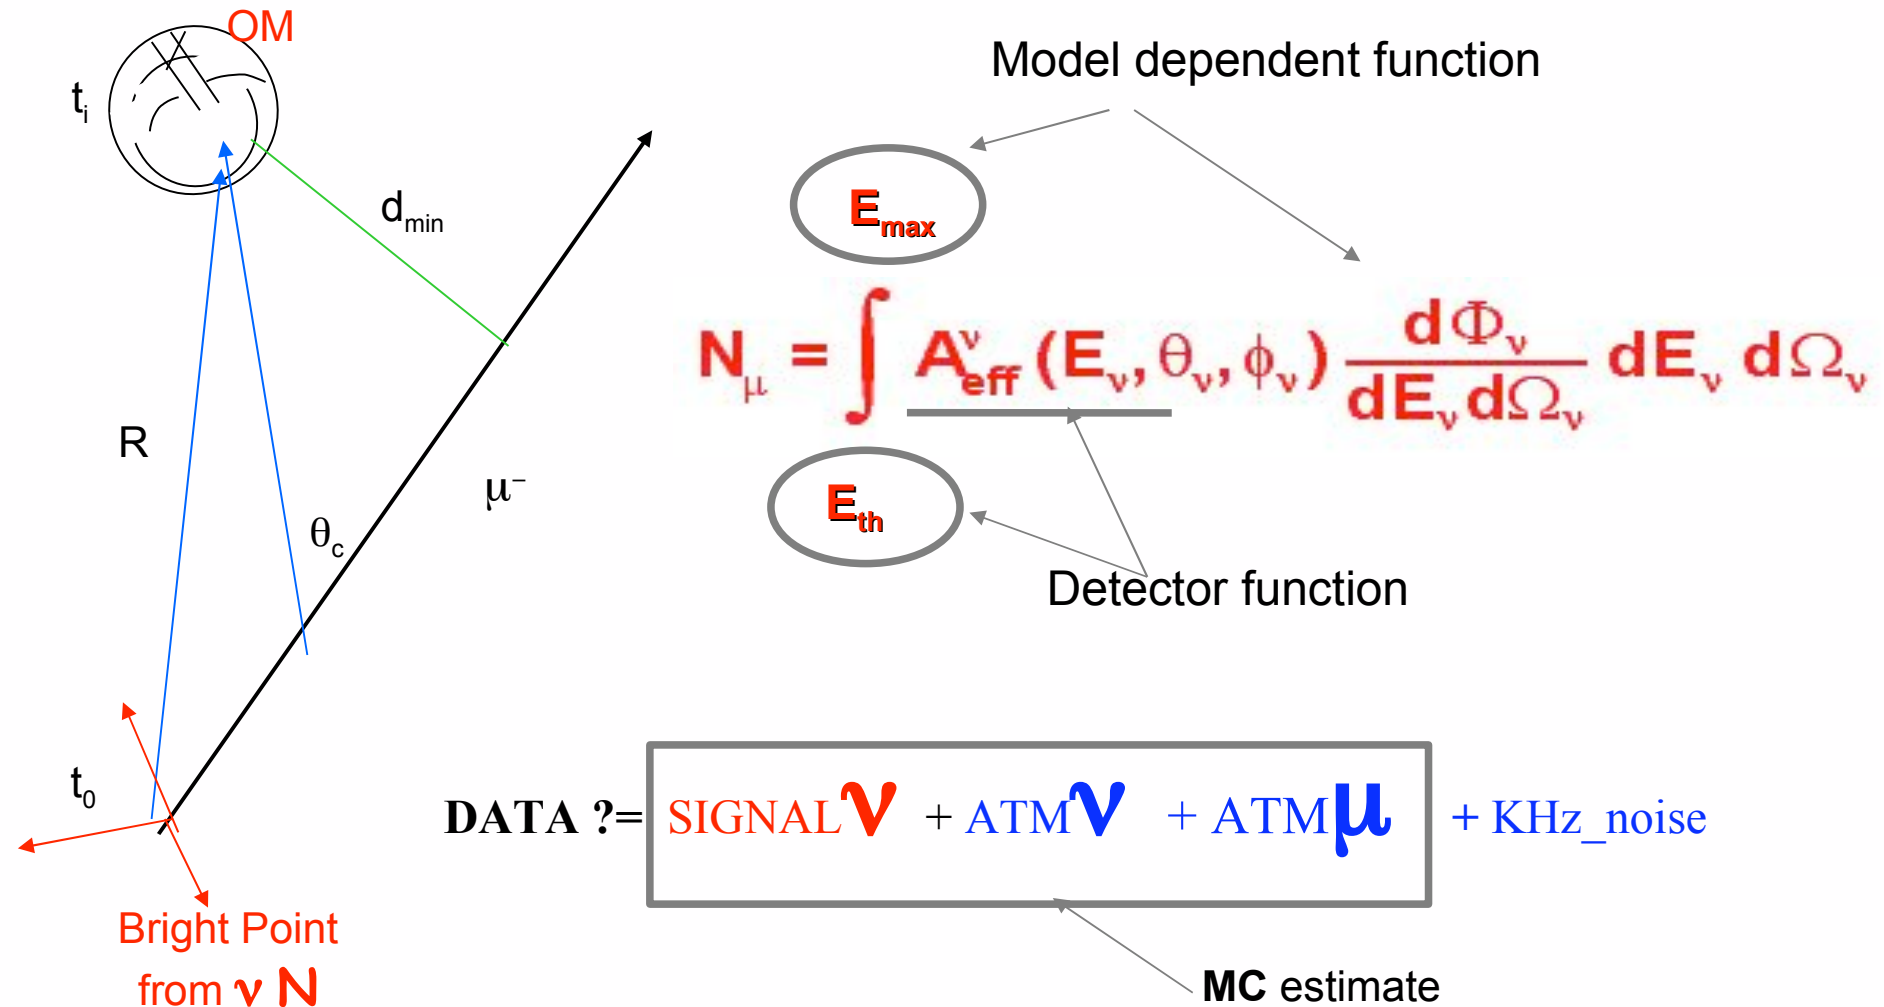 OM
t_i
d_min
R
μ⁻
θ_c
t_0
Bright Point
from ν N
Model dependent function
E_max
N_μ = ∫ A^ν_eff (E_ν, θ_ν, ϕ_ν) dΦ_ν / dE_ν dΩ_ν dE_ν dΩ_ν
E_th
Detector function
DATA ?= SIGNAL ν + ATM ν + ATM μ + KHz_noise
MC estimate